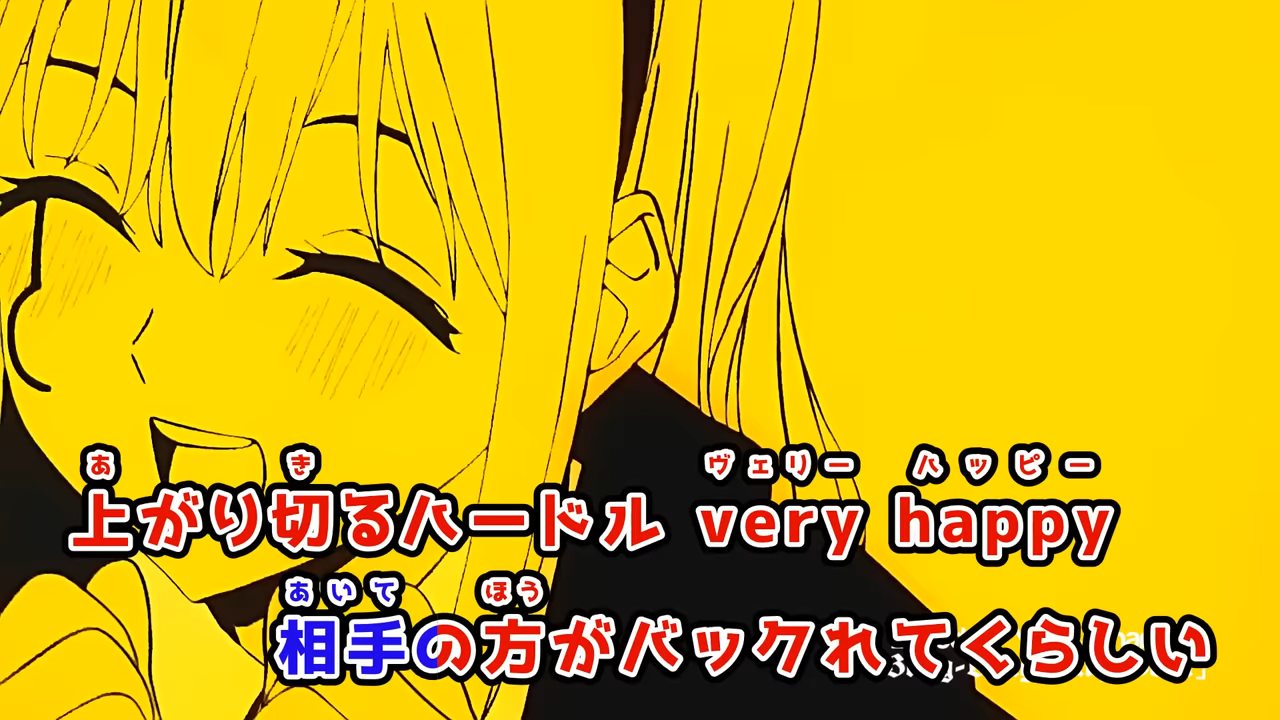 あ き ヴェリー ハッピー
上がり切るハードル very happy
あいて ほう
相手の方がバックれてくらしい